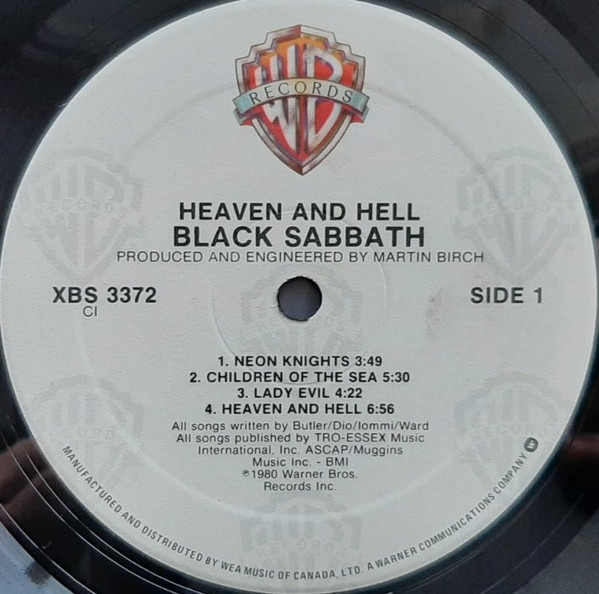 RECORDS
HEAVEN AND HELL
BLACK SABBATH
PRODUCED AND ENGINEERED BY MARTIN BIRCH
XBS 3372
CI
SIDE 1
1. NEON KNIGHTS 3:49
2. CHILDREN OF THE SEA 5:30
3. LADY EVIL 4:22
4. HEAVEN AND HELL 6:56
All songs written by Butler/Dio/Iommi/Ward
All songs published by TRO-ESSEX Music
International, Inc. ASCAP/Muggins
Music Inc. - BMI
℗1980 Warner Bros.
Records Inc.
MANUFACTURED AND DISTRIBUTED BY WEA MUSIC OF CANADA, LTD. A WARNER COMMUNICATIONS COMPANY